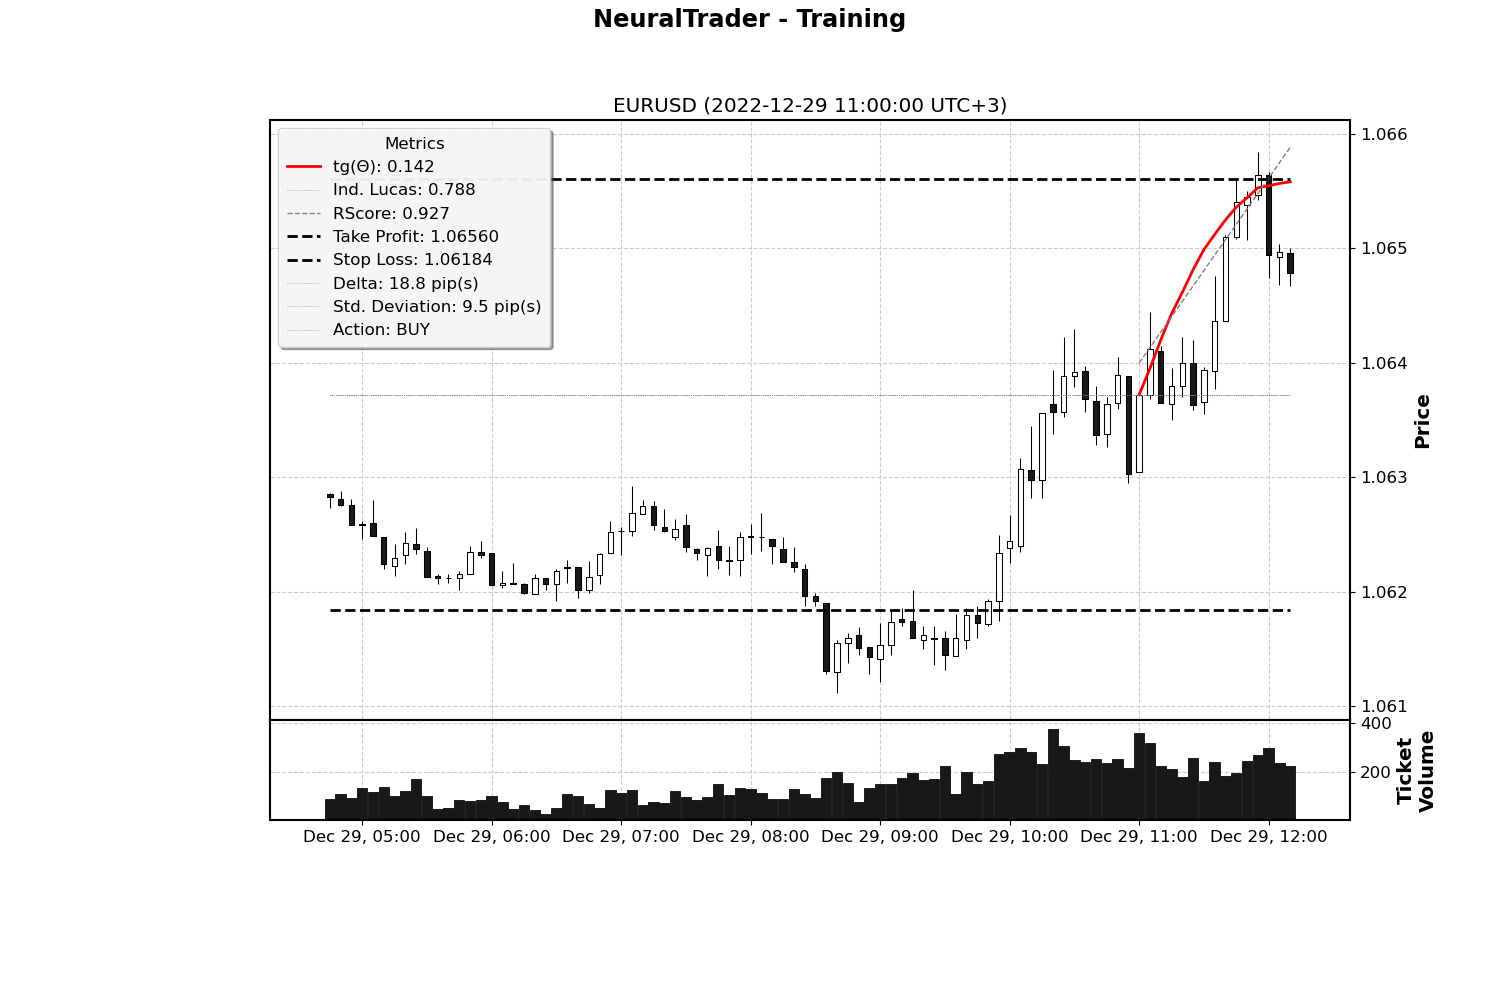 NeuralTrader - Training
EURUSD (2022-12-29 11:00:00 UTC+3)
Metrics
tg(Θ): 0.142
Ind. Lucas: 0.788
RScore: 0.927
Take Profit: 1.06560
Stop Loss: 1.06184
Delta: 18.8 pip(s)
Std. Deviation: 9.5 pip(s)
Action: BUY
1.066
1.065
1.064
1.063
1.062
1.061
Price
400
200
Ticket
Volume
Dec 29, 05:00 Dec 29, 06:00 Dec 29, 07:00 Dec 29, 08:00 Dec 29, 09:00 Dec 29, 10:00 Dec 29, 11:00 Dec 29, 12:00